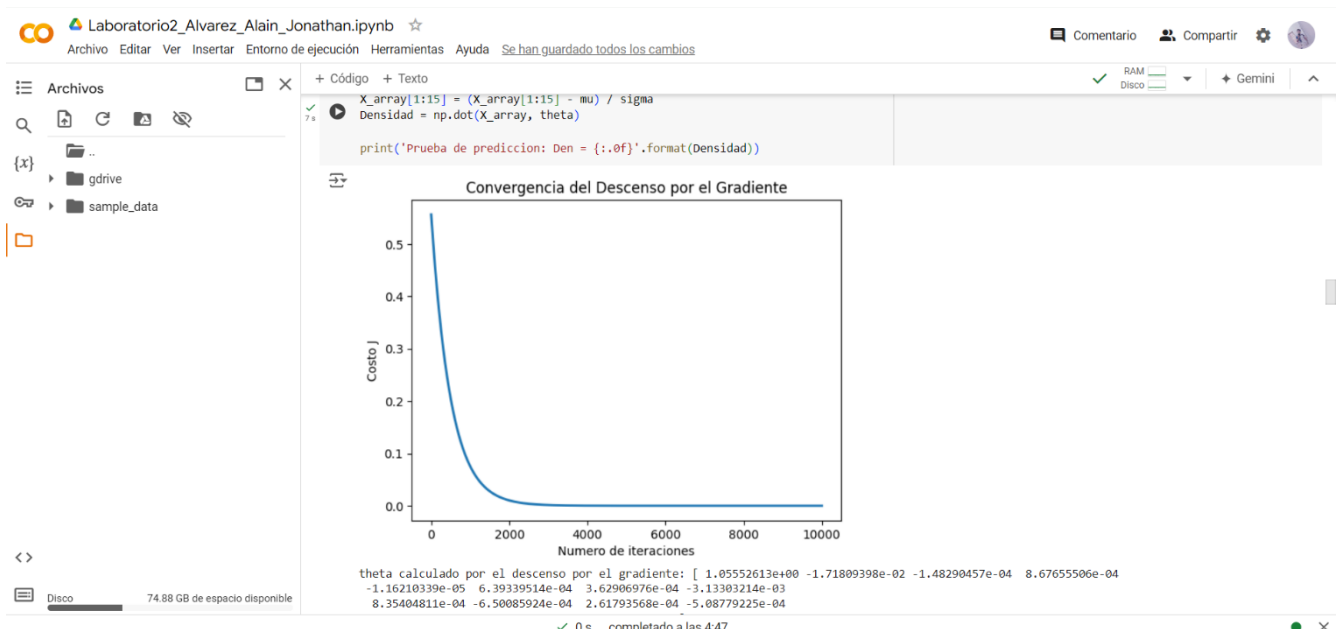 Laboratorio2_Alvarez_Alain_Jonathan.ipynb
Archivo Editar Ver Insertar Entorno de ejecución Herramientas Ayuda Se han guardado todos los cambios
Comentario Compartir
Archivos
+ Código + Texto
RAM
Disco
Gemini
..
gdrive
sample_data
{x}
7 s
X_array[1:15] = (X_array[1:15] - mu) / sigma
Densidad = np.dot(X_array, theta)
print('Prueba de prediccion: Den = {:.0f}'.format(Densidad))
Convergencia del Descenso por el Gradiente
Costo J
0.5
0.4
0.3
0.2
0.1
0.0
0 2000 4000 6000 8000 10000
Numero de iteraciones
theta calculado por el descenso por el gradiente: [ 1.05552613e+00 -1.71809398e-02 -1.48290457e-04 8.67655506e-04
-1.16210339e-05 6.39339514e-04 3.62906976e-04 -3.13303214e-03
8.35404811e-04 -6.50085924e-04 2.61793568e-04 -5.08779225e-04
Disco 74.88 GB de espacio disponible
0 s completado a las 4:47